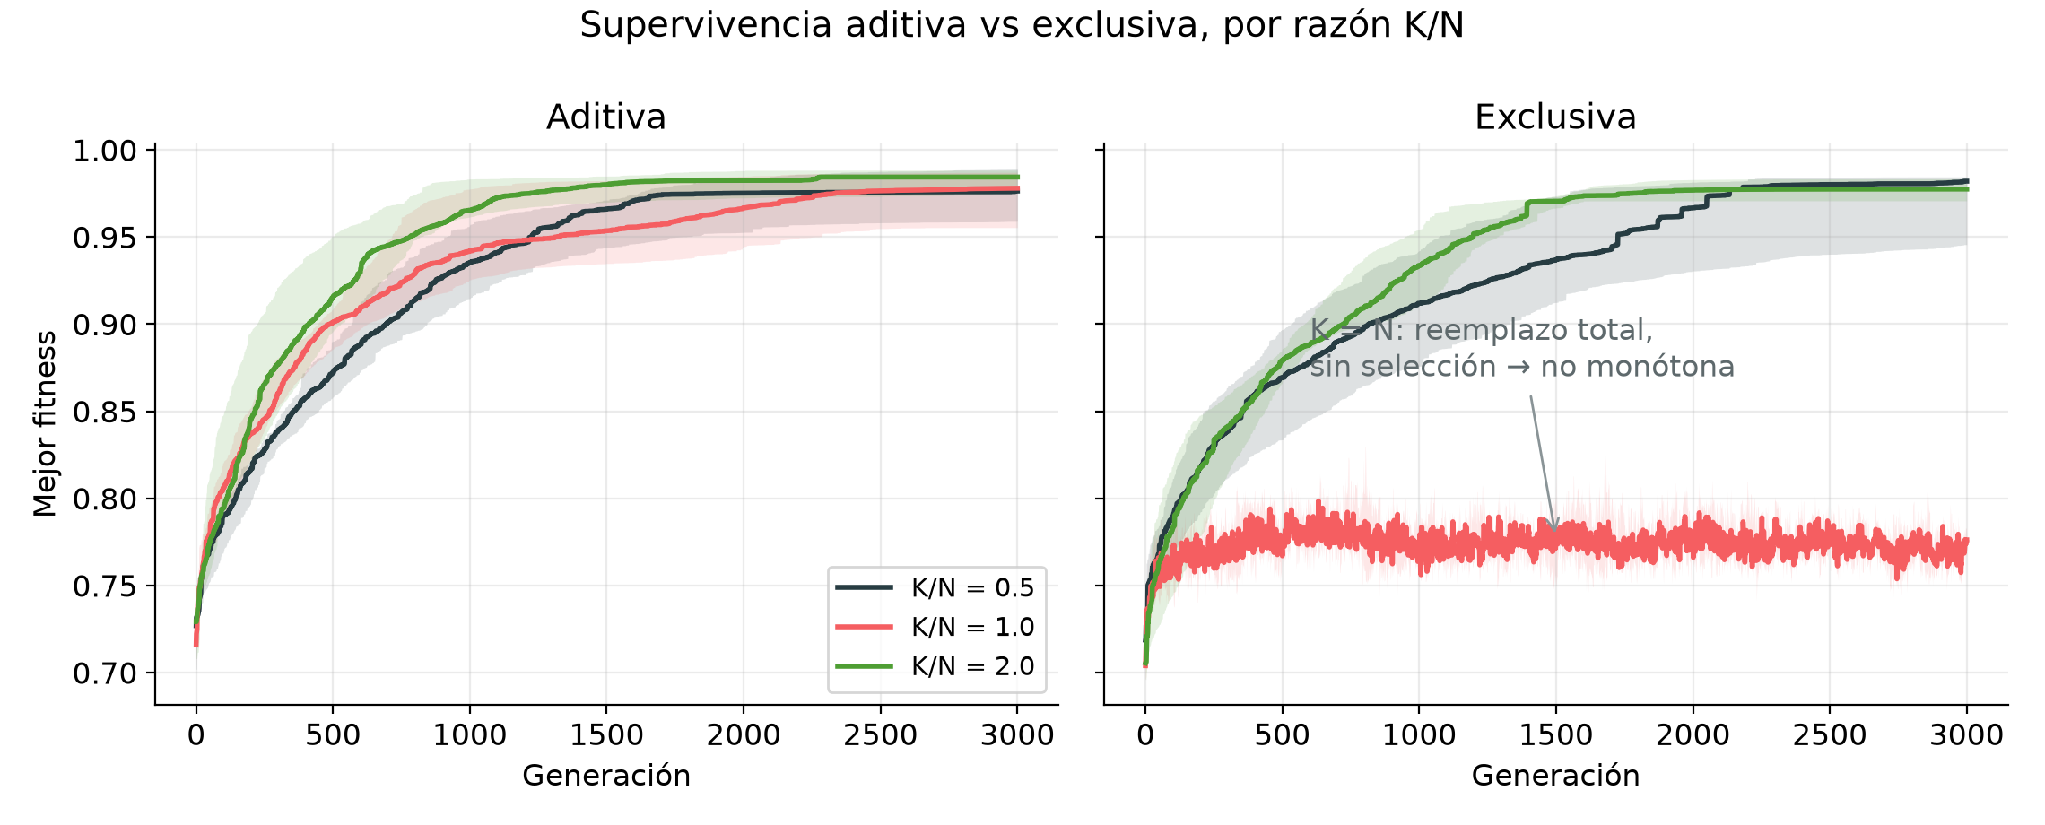 Supervivencia aditiva vs exclusiva, por razón K/N
Aditiva
Mejor fitness
1.00
0.95
0.90
0.85
0.80
0.75
0.70
K/N = 0.5
K/N = 1.0
K/N = 2.0
0 500 1000 1500 2000 2500 3000
Generación
Exclusiva
K = N: reemplazo total,
sin selección → no monótona
0 500 1000 1500 2000 2500 3000
Generación